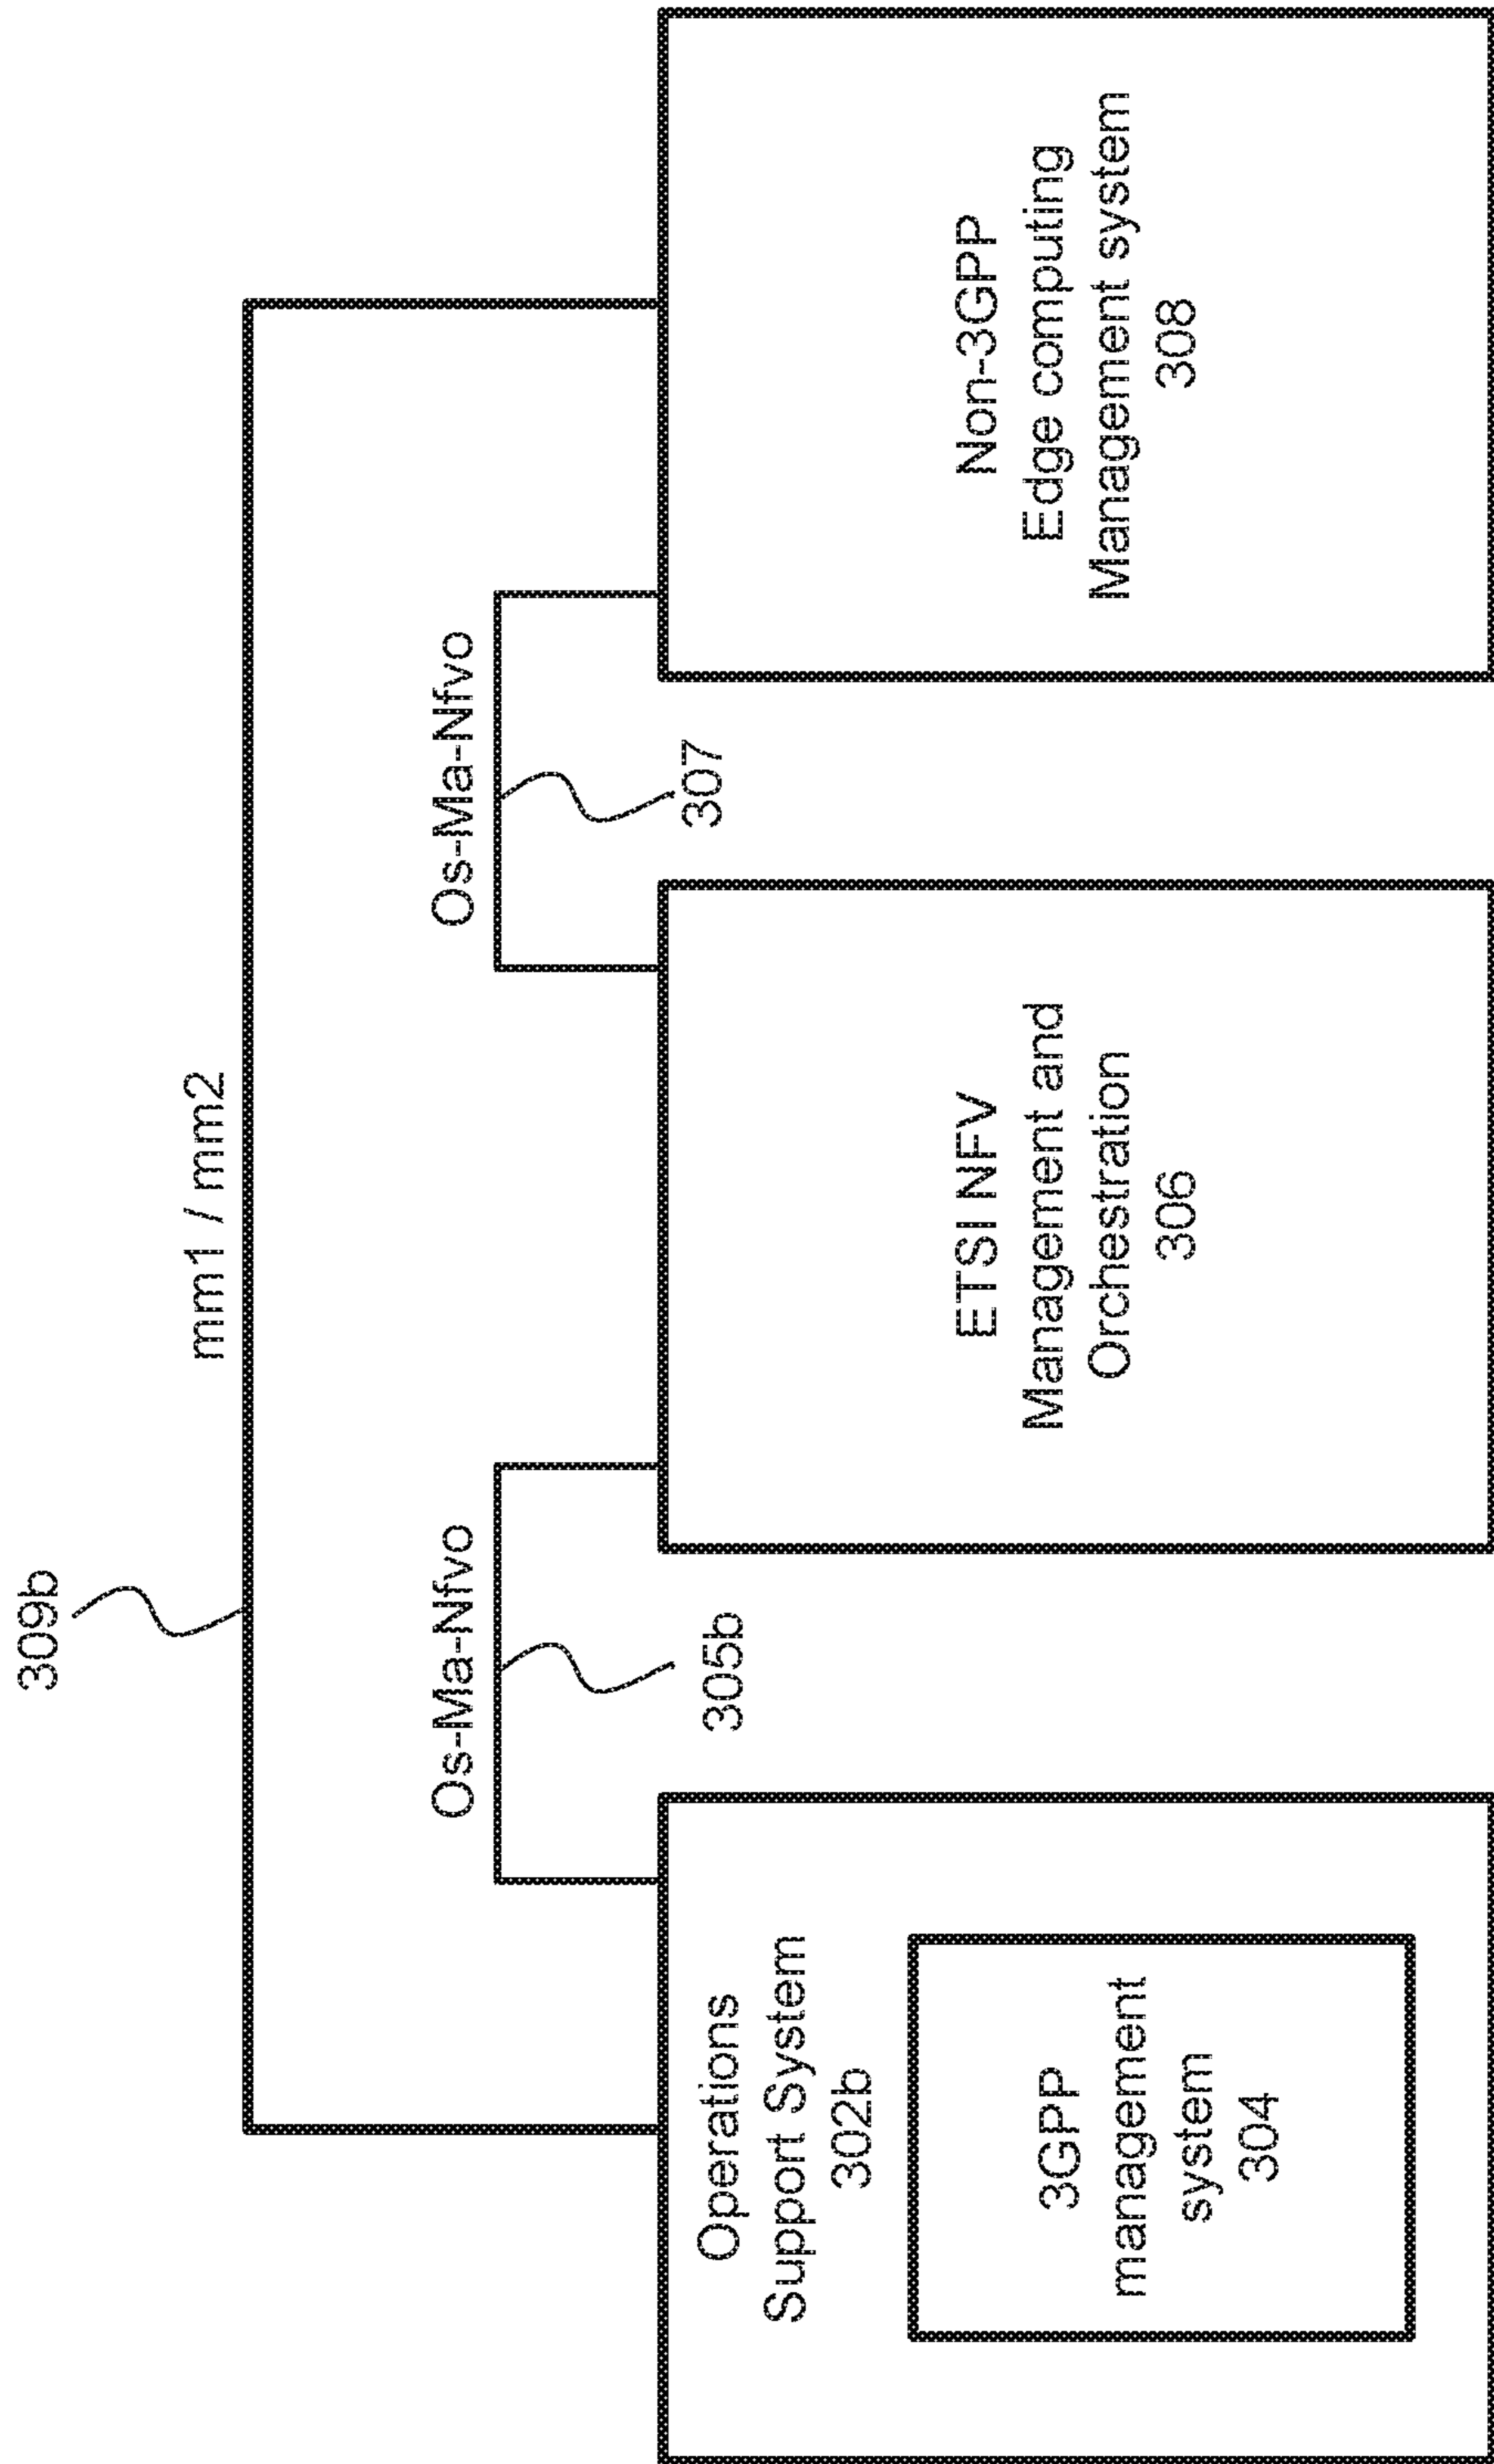 309b
mm1 / mm2
Os-Ma-Nfvo
305b
Os-Ma-Nfvo
307
Operations
Support System
302b
3GPP
management
system
304
ETSI NFV
Management and
Orchestration
306
Non-3GPP
Edge computing
Management system
308